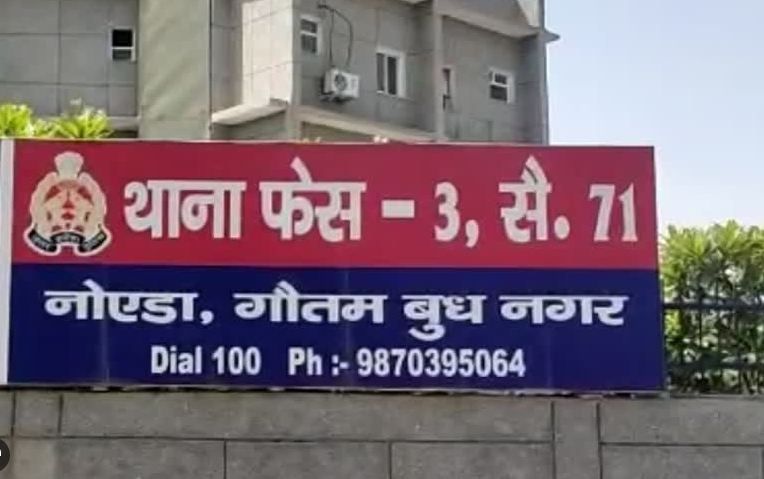 थाना फेस - 3, सै. 71
नोएडा, गौतम बुध नगर
Dial 100 Ph :- 9870395064